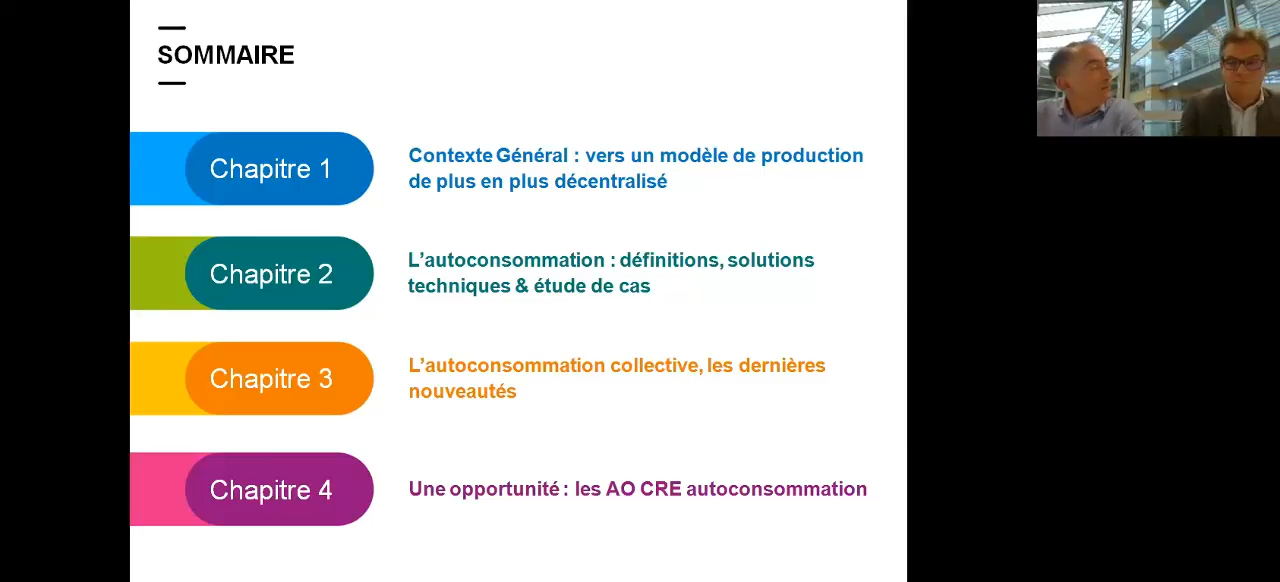 SOMMAIRE
Chapitre 1
Contexte Général : vers un modèle de production
de plus en plus décentralisé
Chapitre 2
L’autoconsommation : définitions, solutions
techniques & étude de cas
Chapitre 3
L’autoconsommation collective, les dernières
nouveautés
Chapitre 4
Une opportunité : les AO CRE autoconsommation